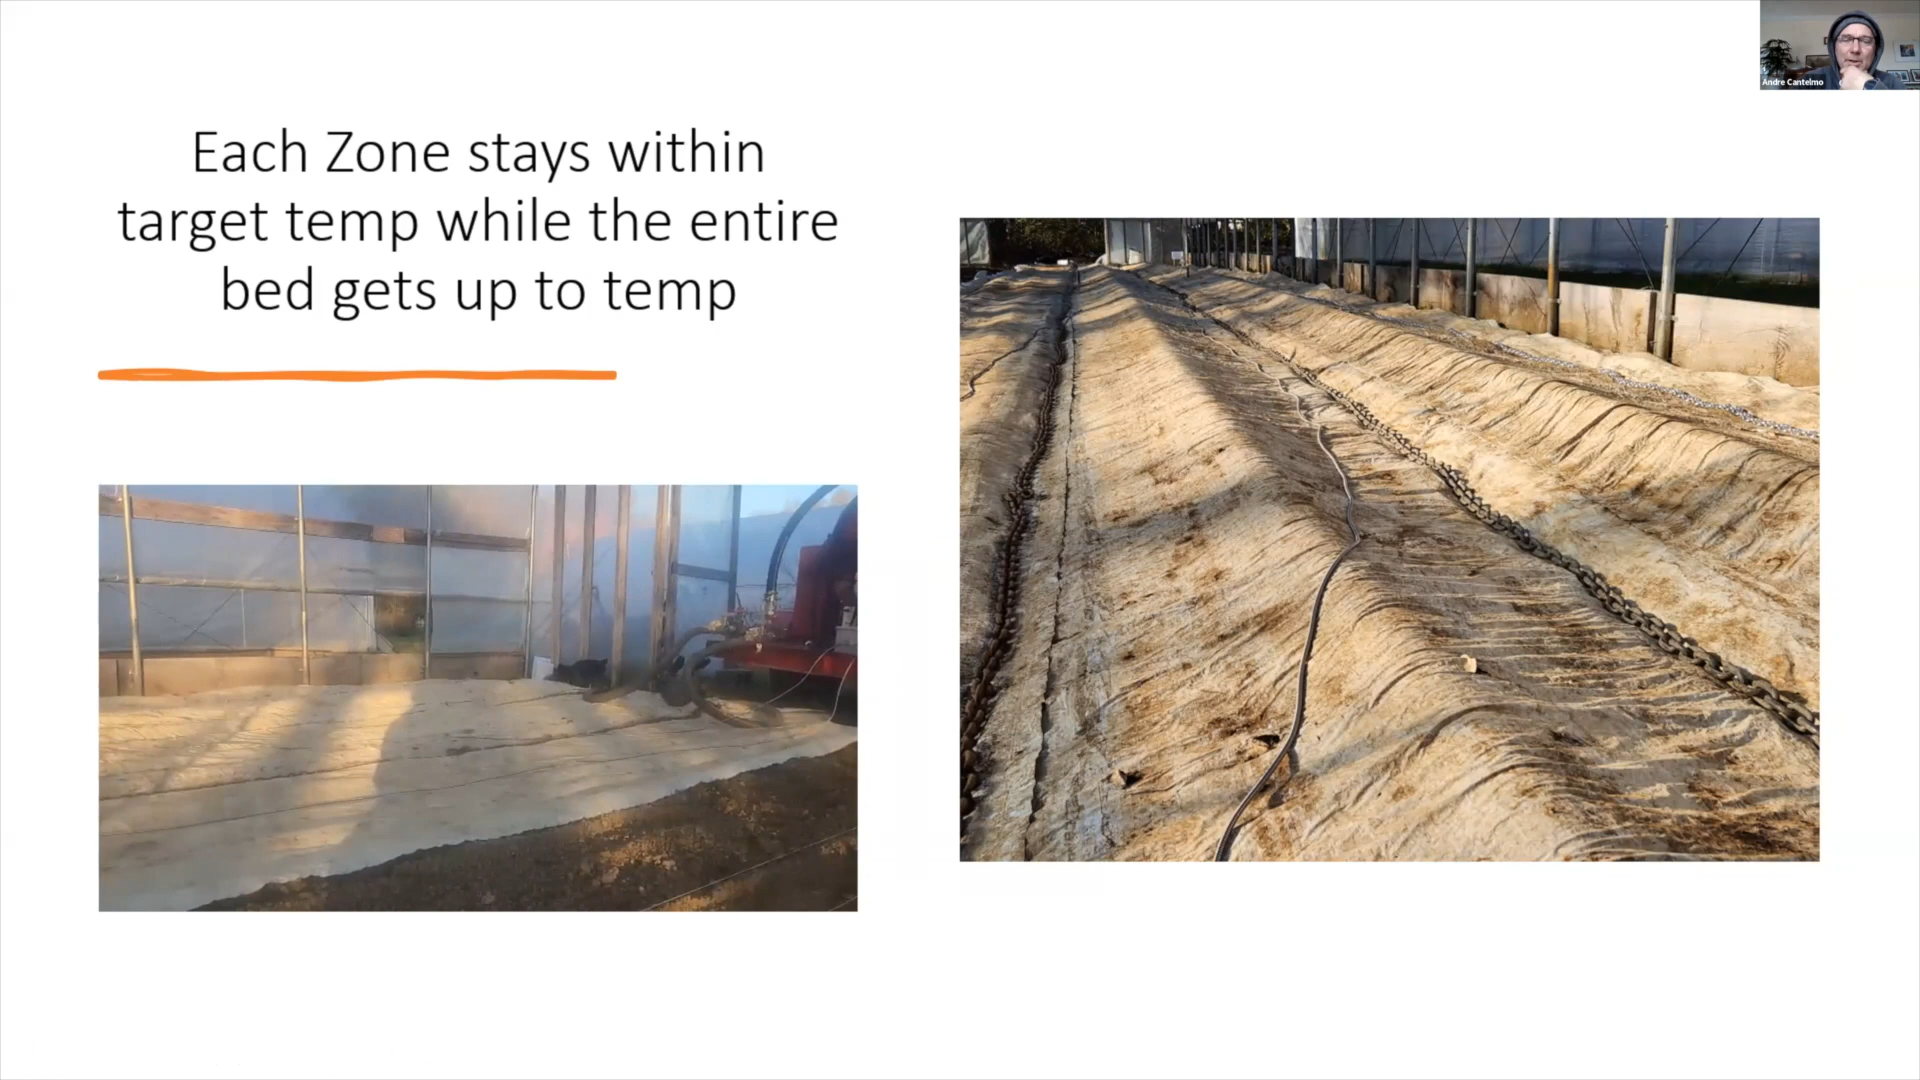 Each Zone stays within
target temp while the entire
bed gets up to temp
Andre Cantelmo